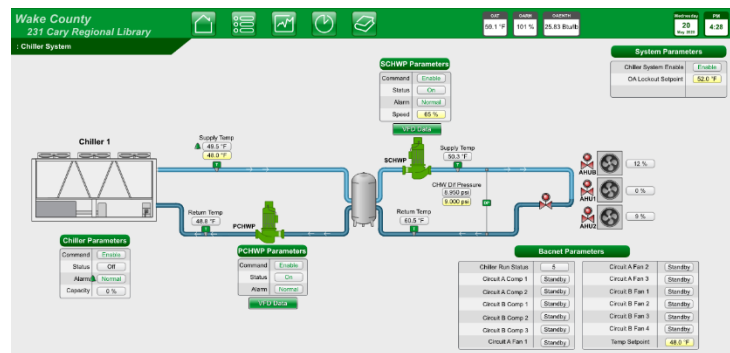 Wake County
231 Cary Regional Library
: Chiller System
OAT
59.1 °F
OARH
101 %
OAENTH
25.83 Btu/lb
Wednesday
20
May, 2020
PM
4:28
System Parameters
Chiller System Enable Enable
OA Lockout Setpoint 52.0 °F
SCHWP Parameters
Command Enable
Status On
Alarm Normal
Speed 65 %
VFD Data
Chiller 1
Supply Temp
48.5 °F
48.0 °F
SCHWP
Supply Temp
50.3 °F
CHW Dif Pressure
8.950 psi
9.000 psi
DP
Return Temp
48.8 °F
PCHWP
Return Temp
60.5 °F
AHUB
12 %
AHU1
0 %
AHU2
9 %
Chiller Parameters
Command Enable
Status Off
Alarm Normal
Capacity 0 %
PCHWP Parameters
Command Enable
Status On
Alarm Normal
VFD Data
Bacnet Parameters
Chiller Run Status 5
Circuit A Comp 1 Standby
Circuit A Comp 2 Standby
Circuit B Comp 1 Standby
Circuit B Comp 2 Standby
Circuit B Comp 3 Standby
Circuit A Fan 1 Standby
Circuit A Fan 2 Standby
Circuit A Fan 3 Standby
Circuit B Fan 1 Standby
Circuit B Fan 2 Standby
Circuit B Fan 3 Standby
Circuit B Fan 4 Standby
Temp Setpoint 48.0 °F